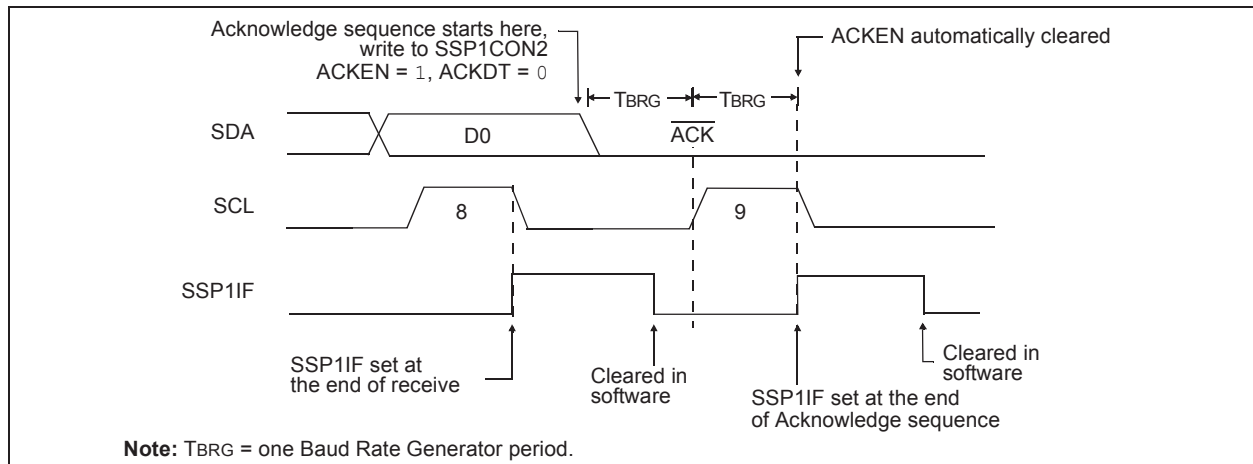 Acknowledge sequence starts here,
write to SSP1CON2
ACKEN = 1, ACKDT = 0
ACKEN automatically cleared
TBRG
TBRG
SDA
D0
ACK
SCL
8
9
SSP1IF
SSP1IF set at
the end of receive
Cleared in
software
SSP1IF set at the end
of Acknowledge sequence
Cleared in
software
Note: TBRG = one Baud Rate Generator period.